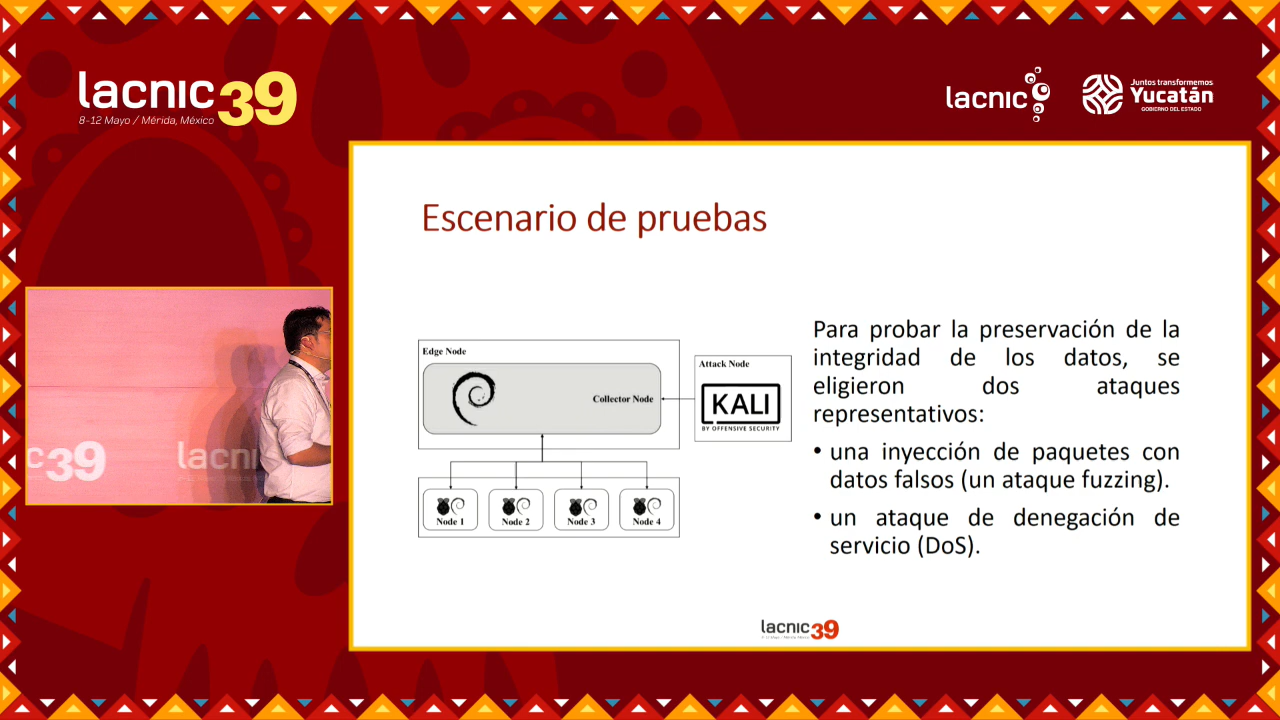 lacnic39
8-12 Mayo / Mérida, México
lacnic
Juntos transformemos
Yucatán
GOBIERNO DEL ESTADO
Escenario de pruebas
Edge Node
Collector Node
Attack Node
KALI
BY OFFENSIVE SECURITY
Node 1
Node 2
Node 3
Node 4
Para probar la preservación de la
integridad de los datos, se
eligieron dos ataques
representativos:
• una inyección de paquetes con
datos falsos (un ataque fuzzing).
• un ataque de denegación de
servicio (DoS).
c39
lacni
lacnic39